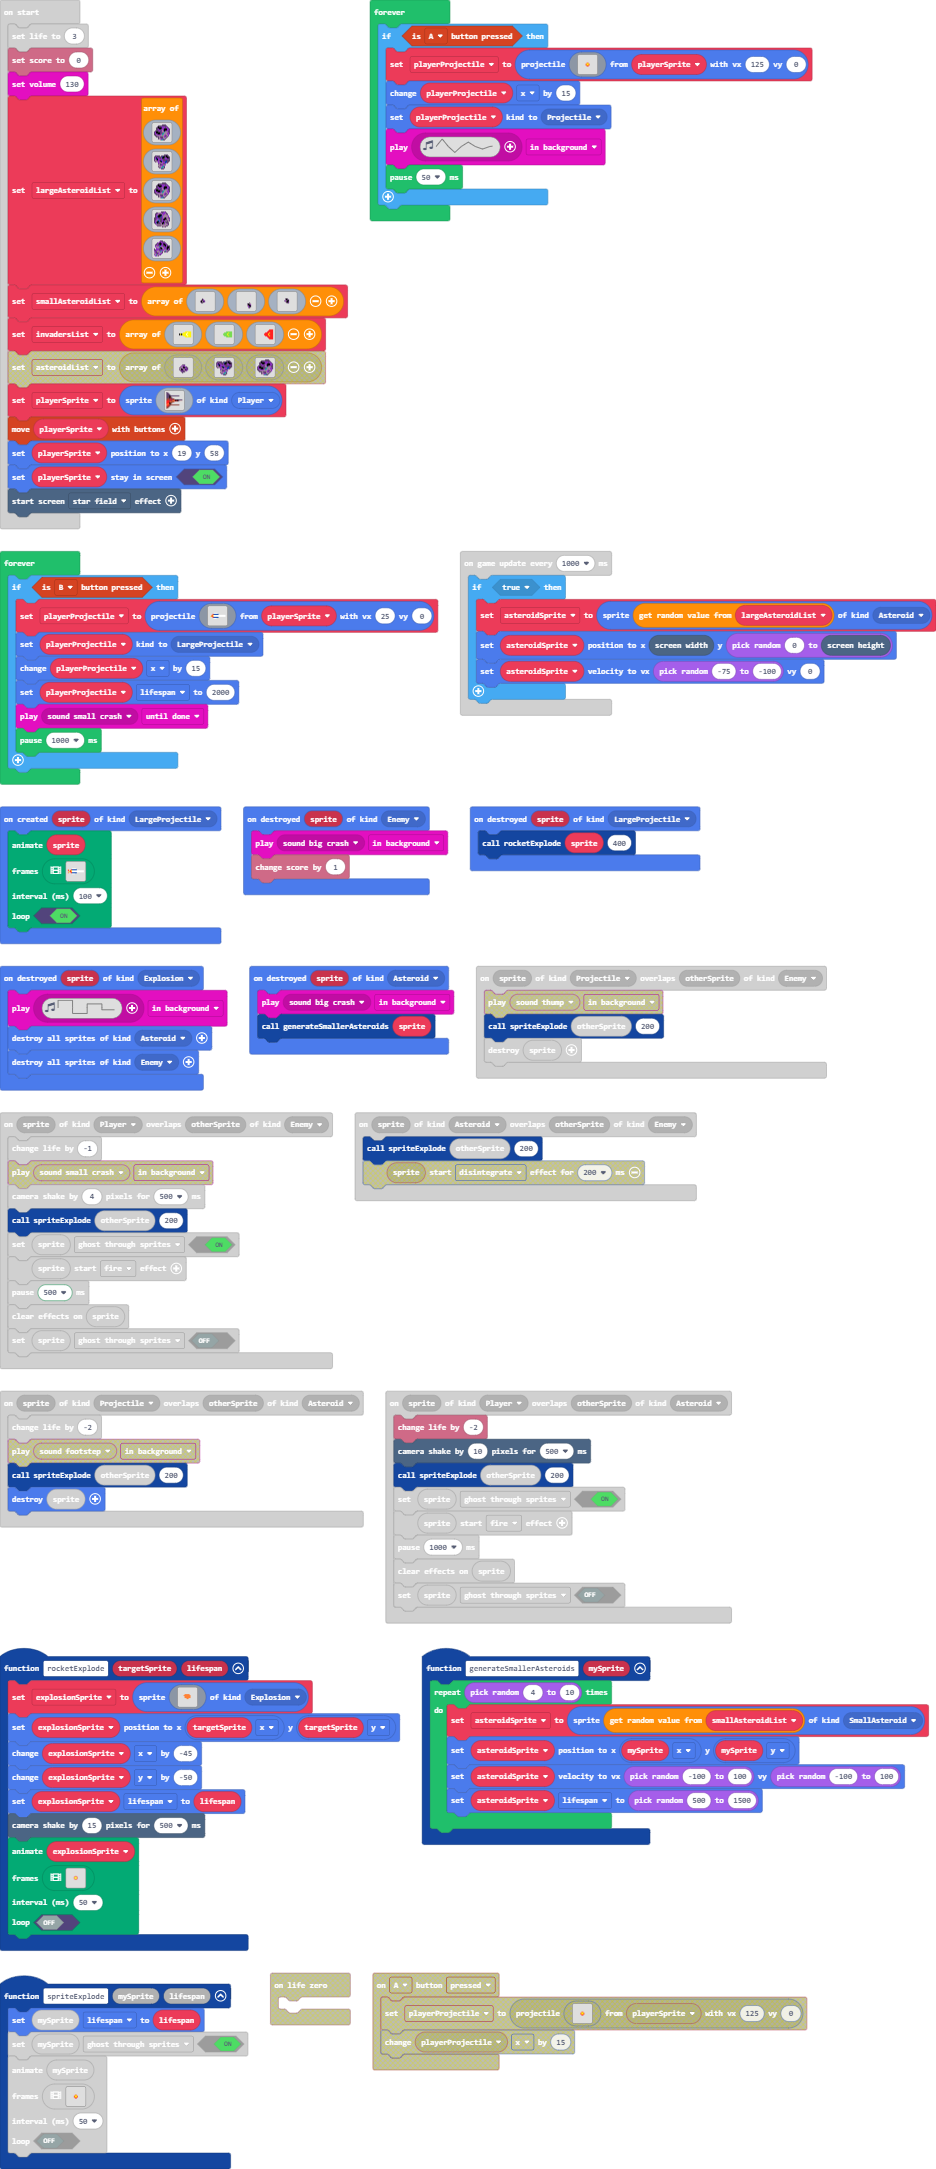 on start
set life to 3
set score to 0
set volume 130
set largeAsteroidList to array of
set smallAsteroidList to array of
set invadersList to array of
set asteroidList to array of
set playerSprite to sprite of kind Player
move playerSprite with buttons
set playerSprite position to x 19 y 58
set playerSprite stay in screen ON
start screen star field effect
forever
if is A button pressed then
set playerProjectile to projectile from playerSprite with vx 125 vy 0
change playerProjectile x by 15
set playerProjectile kind to Projectile
play in background
pause 50 ms
forever
if is B button pressed then
set playerProjectile to projectile from playerSprite with vx 25 vy 0
set playerProjectile kind to LargeProjectile
change playerProjectile x by 15
set playerProjectile lifespan to 2000
play sound small crash until done
pause 1000 ms
on game update every 1000 ms
if true then
set asteroidSprite to sprite get random value from largeAsteroidList of kind Asteroid
set asteroidSprite position to x screen width y pick random 0 to screen height
set asteroidSprite velocity to vx pick random -75 to -100 vy 0
on created sprite of kind LargeProjectile
animate sprite
frames
interval (ms) 100
loop ON
on destroyed sprite of kind Enemy
play sound big crash in background
change score by 1
on destroyed sprite of kind LargeProjectile
call rocketExplode sprite 400
on destroyed sprite of kind Explosion
play in background
destroy all sprites of kind Asteroid
destroy all sprites of kind Enemy
on destroyed sprite of kind Asteroid
play sound big crash in background
call generateSmallerAsteroids sprite
on sprite of kind Projectile overlaps otherSprite of kind Enemy
play sound thump in background
call spriteExplode otherSprite 200
destroy sprite
on sprite of kind Player overlaps otherSprite of kind Enemy
change life by -1
play sound small crash in background
camera shake by 4 pixels for 500 ms
call spriteExplode otherSprite 200
set sprite ghost through sprites ON
sprite start fire effect
pause 500 ms
clear effects on sprite
set sprite ghost through sprites OFF
on sprite of kind Asteroid overlaps otherSprite of kind Enemy
call spriteExplode otherSprite 200
sprite start disintegrate effect for 200 ms
on sprite of kind Projectile overlaps otherSprite of kind Asteroid
change life by -2
play sound footstep in background
call spriteExplode otherSprite 200
destroy sprite
on sprite of kind Player overlaps otherSprite of kind Asteroid
change life by -2
camera shake by 10 pixels for 500 ms
call spriteExplode otherSprite 200
set sprite ghost through sprites ON
sprite start fire effect
pause 1000 ms
clear effects on sprite
set sprite ghost through sprites OFF
function rocketExplode targetSprite lifespan
set explosionSprite to sprite of kind Explosion
set explosionSprite position to x targetSprite x y targetSprite y
change explosionSprite x by -45
change explosionSprite y by -50
set explosionSprite lifespan to lifespan
camera shake by 15 pixels for 500 ms
animate explosionSprite
frames
interval (ms) 50
loop OFF
function generateSmallerAsteroids mySprite
repeat pick random 4 to 10 times
do
set asteroidSprite to sprite get random value from smallAsteroidList of kind SmallAsteroid
set asteroidSprite position to x mySprite x y mySprite y
set asteroidSprite velocity to vx pick random -100 to 100 vy pick random -100 to 100
set asteroidSprite lifespan to pick random 500 to 1500
function spriteExplode mySprite lifespan
set mySprite lifespan to lifespan
set mySprite ghost through sprites ON
animate mySprite
frames
interval (ms) 50
loop OFF
on life zero
on A button pressed
set playerProjectile to projectile from playerSprite with vx 125 vy 0
change playerProjectile x by 15